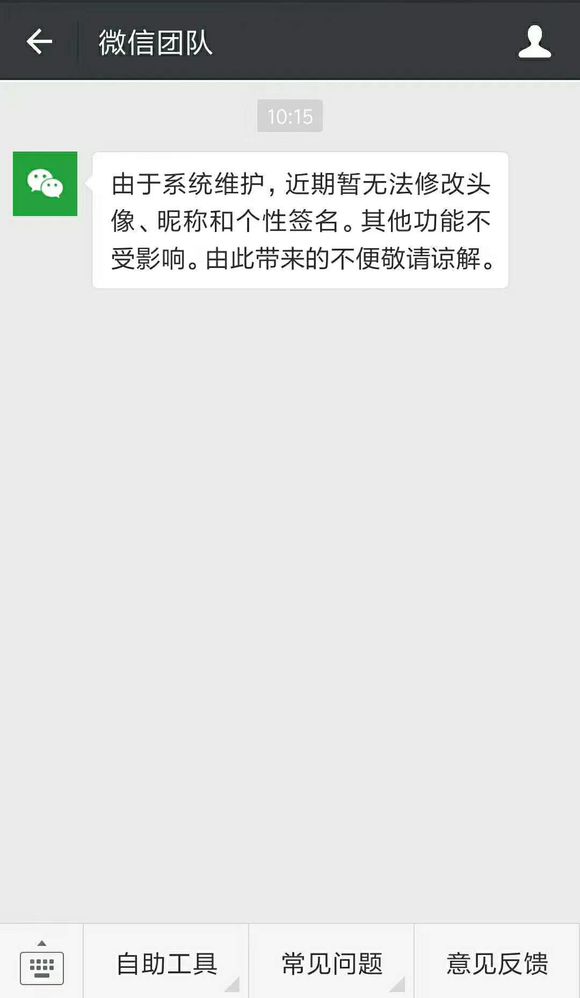 微信团队
10:15
由于系统维护，近期暂无法修改头
像、昵称和个性签名。其他功能不
受影响。由此带来的不便敬请谅解。
自助工具
常见问题
意见反馈